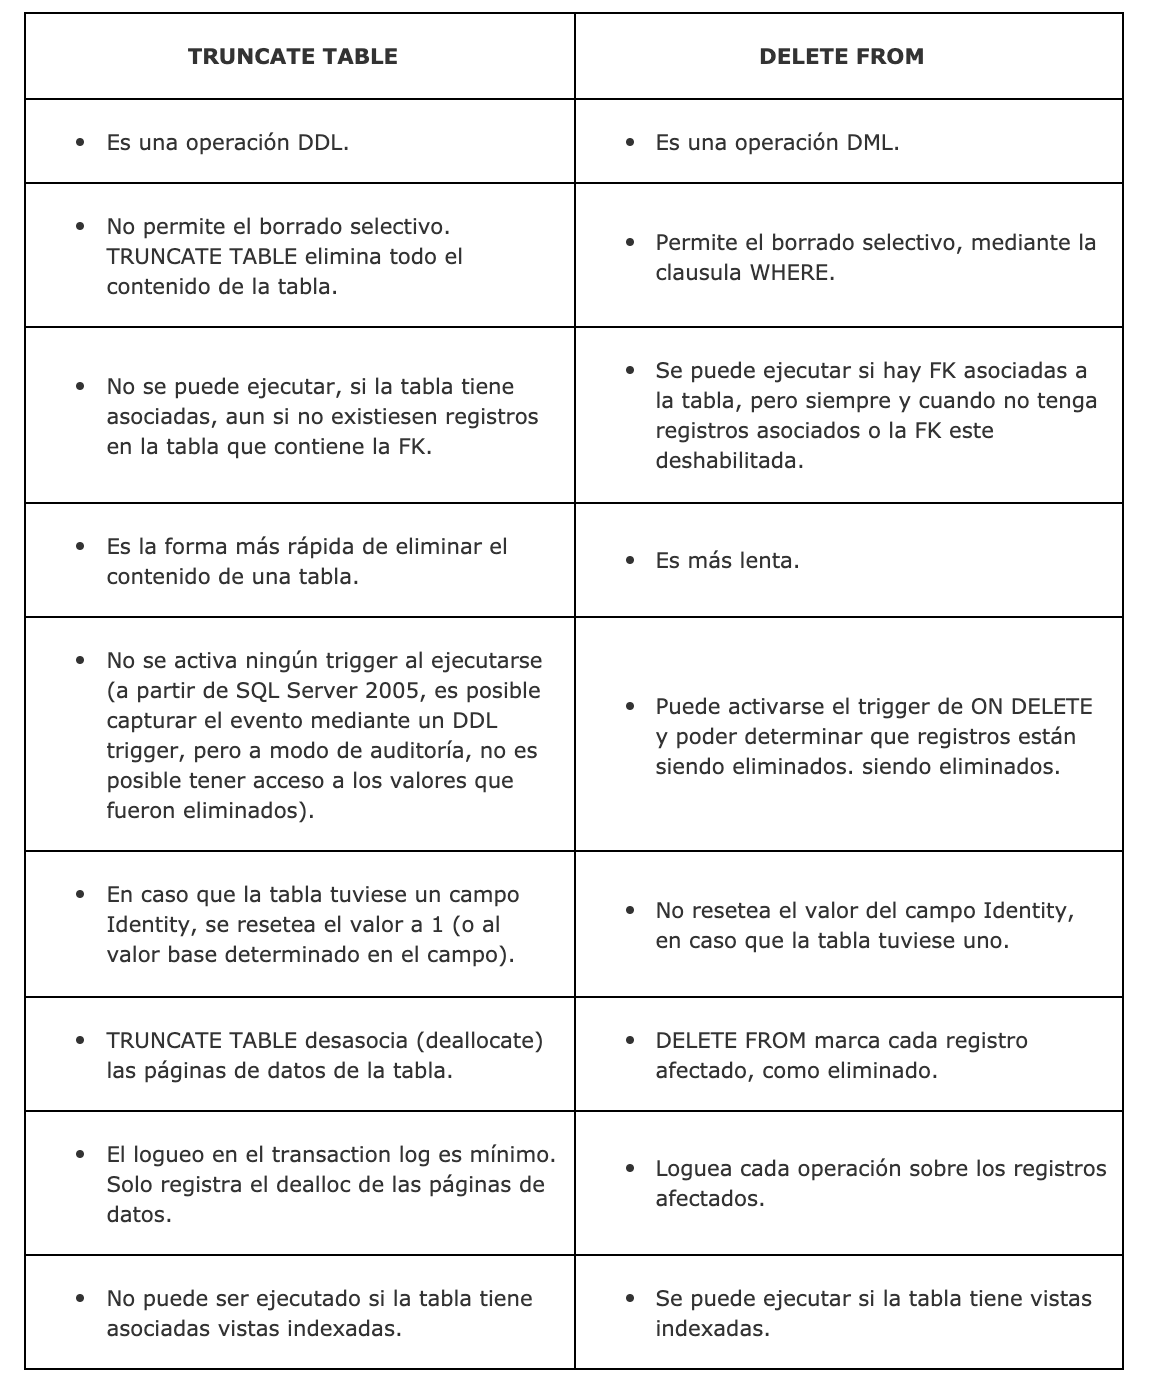 TRUNCATE TABLE
DELETE FROM
• Es una operación DDL.
• Es una operación DML.
• No permite el borrado selectivo.
TRUNCATE TABLE elimina todo el
contenido de la tabla.
• Permite el borrado selectivo, mediante la
clausula WHERE.
• No se puede ejecutar, si la tabla tiene
asociadas, aun si no existiesen registros
en la tabla que contiene la FK.
• Se puede ejecutar si hay FK asociadas a
la tabla, pero siempre y cuando no tenga
registros asociados o la FK este
deshabilitada.
• Es la forma más rápida de eliminar el
contenido de una tabla.
• Es más lenta.
• No se activa ningún trigger al ejecutarse
(a partir de SQL Server 2005, es posible
capturar el evento mediante un DDL
trigger, pero a modo de auditoría, no es
posible tener acceso a los valores que
fueron eliminados).
• Puede activarse el trigger de ON DELETE
y poder determinar que registros están
siendo eliminados. siendo eliminados.
• En caso que la tabla tuviese un campo
Identity, se resetea el valor a 1 (o al
valor base determinado en el campo).
• No resetea el valor del campo Identity,
en caso que la tabla tuviese uno.
• TRUNCATE TABLE desasocia (deallocate)
las páginas de datos de la tabla.
• DELETE FROM marca cada registro
afectado, como eliminado.
• El logueo en el transaction log es mínimo.
Solo registra el dealloc de las páginas de
datos.
• Loguea cada operación sobre los registros
afectados.
• No puede ser ejecutado si la tabla tiene
asociadas vistas indexadas.
• Se puede ejecutar si la tabla tiene vistas
indexadas.